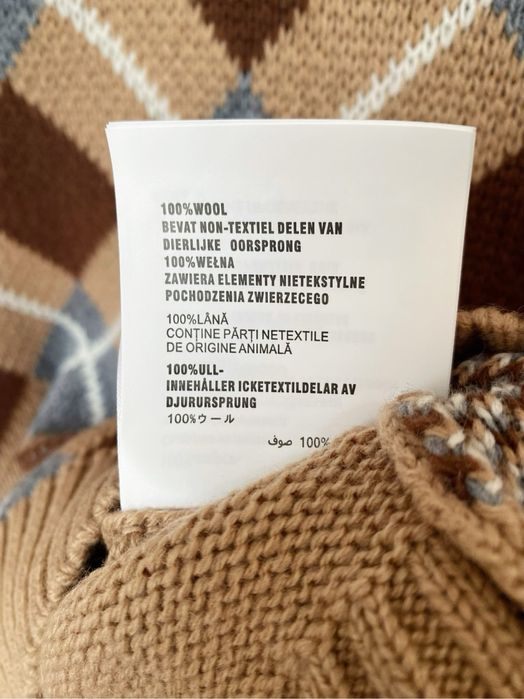 100%WOOL
BEVAT NON-TEXTIEL DELEN VAN
DIERLIJKE OORSPRONG
100%WEŁNA
ZAWIERA ELEMENTY NIETEKSTYLNE
POCHODZENIA ZWIERZECEGO
100%LÂNĂ
CONȚINE PĂRȚI NETEXTILE
DE ORIGINE ANIMALĂ
100%ULL-
INNEHÅLLER ICKETEXTILDELAR AV
DJURURSPRUNG
100%ウール
100% صوف